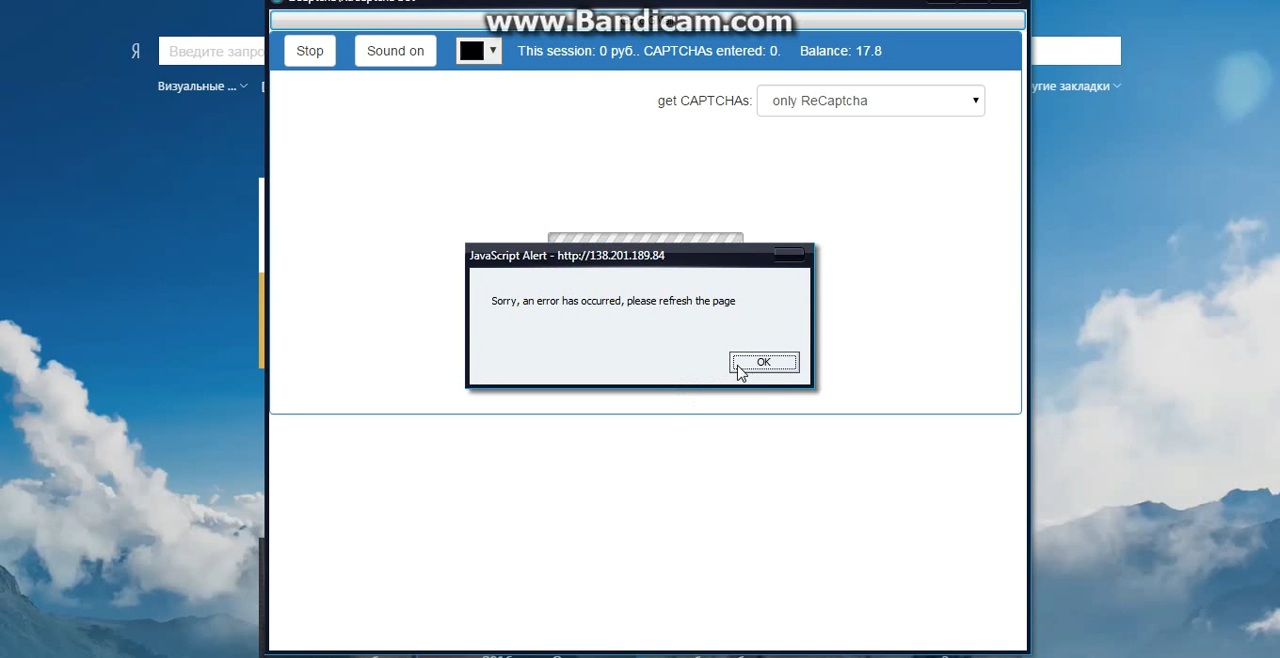 www.Bandicam.com
Я
Введите запро
Stop
Sound on
This session: 0 руб.. CAPTCHAs entered: 0.
Balance: 17.8
Визуальные ...
get CAPTCHAs:
only ReCaptcha
JavaScript Alert - http://138.201.189.84
Sorry, an error has occurred, please refresh the page
OK